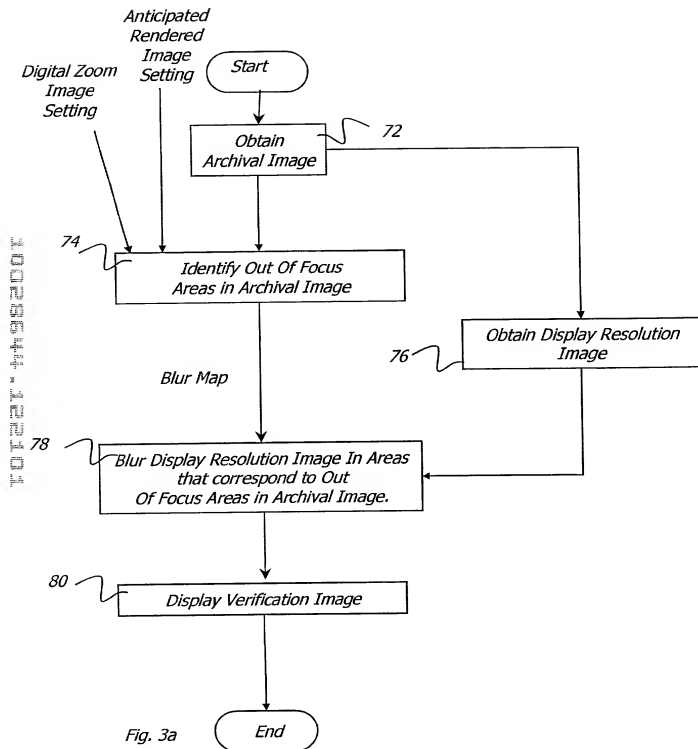 Anticipated
Rendered
Image
Setting
Digital Zoom
Image
Setting
Start
72
Obtain
Archival Image
74
Identify Out Of Focus
Areas in Archival Image
76
Obtain Display Resolution
Image
Blur Map
78
Blur Display Resolution Image In Areas
that correspond to Out
Of Focus Areas in Archival Image.
80
Display Verification Image
End
Fig. 3a
10028644.122101